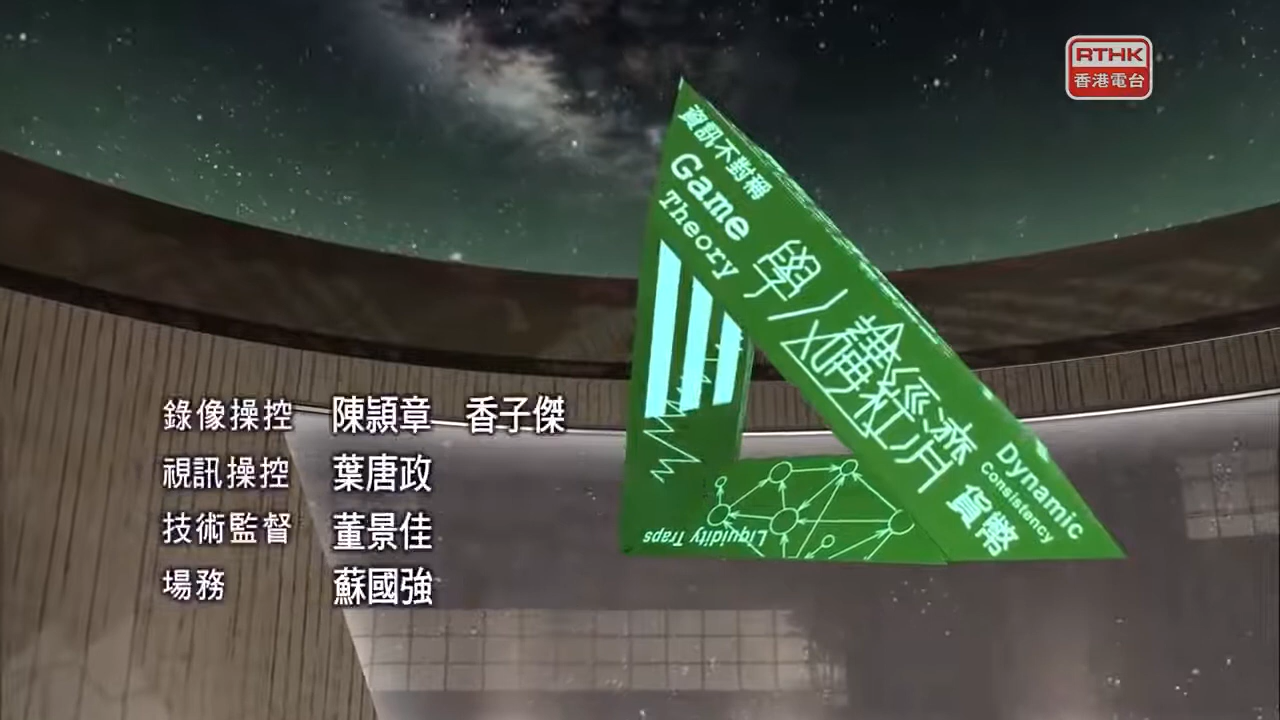 RTHK
香港電台
資訊不對稱
Game
Theory
學人講經濟
Dynamic
Consistency
貨幣
Liquidity Traps
錄像操控 陳頴章 香子傑
視訊操控 葉唐政
技術監督 董景佳
場務 蘇國強